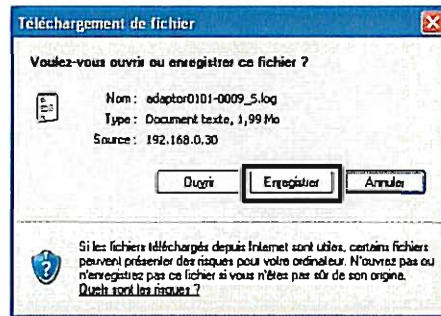 Téléchargement de fichier
Voulez-vous ouvrir ou enregistrer ce fichier ?
Nom : adaptor0101-0009_5.log
Type : Document texte, 1,99 Mo
Source : 192.168.0.30
Ouvrir Enregistrer Annuler
Si les fichiers téléchargés depuis Internet sont utiles, certains fichiers
peuvent présenter des risques pour votre ordinateur. N'ouvrez pas ou
n'enregistrez pas ce fichier si vous n'êtes pas sûr de son origine.
Quels sont les risques ?